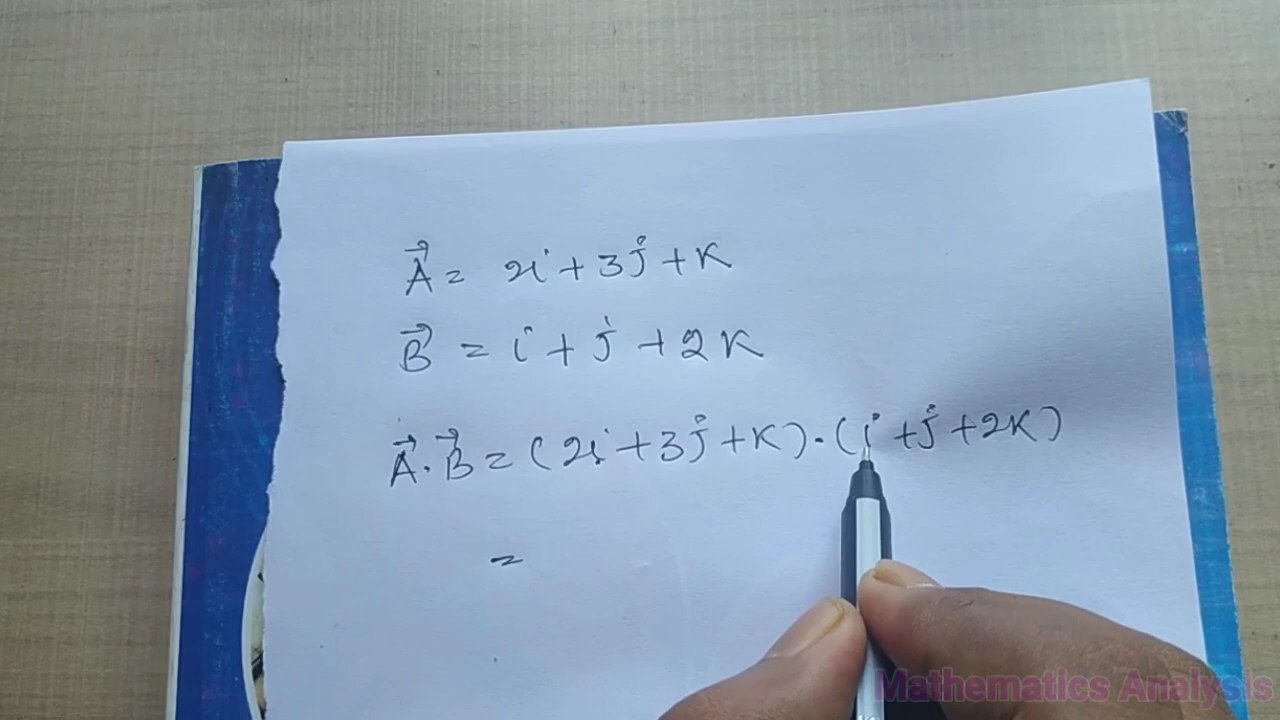 A⃗ = 2i + 3j + K
B⃗ = i + j + 2K
A⃗ . B⃗ = ( 2i + 3j + K ) . ( i + j + 2K )
=
Mathematics Analysis